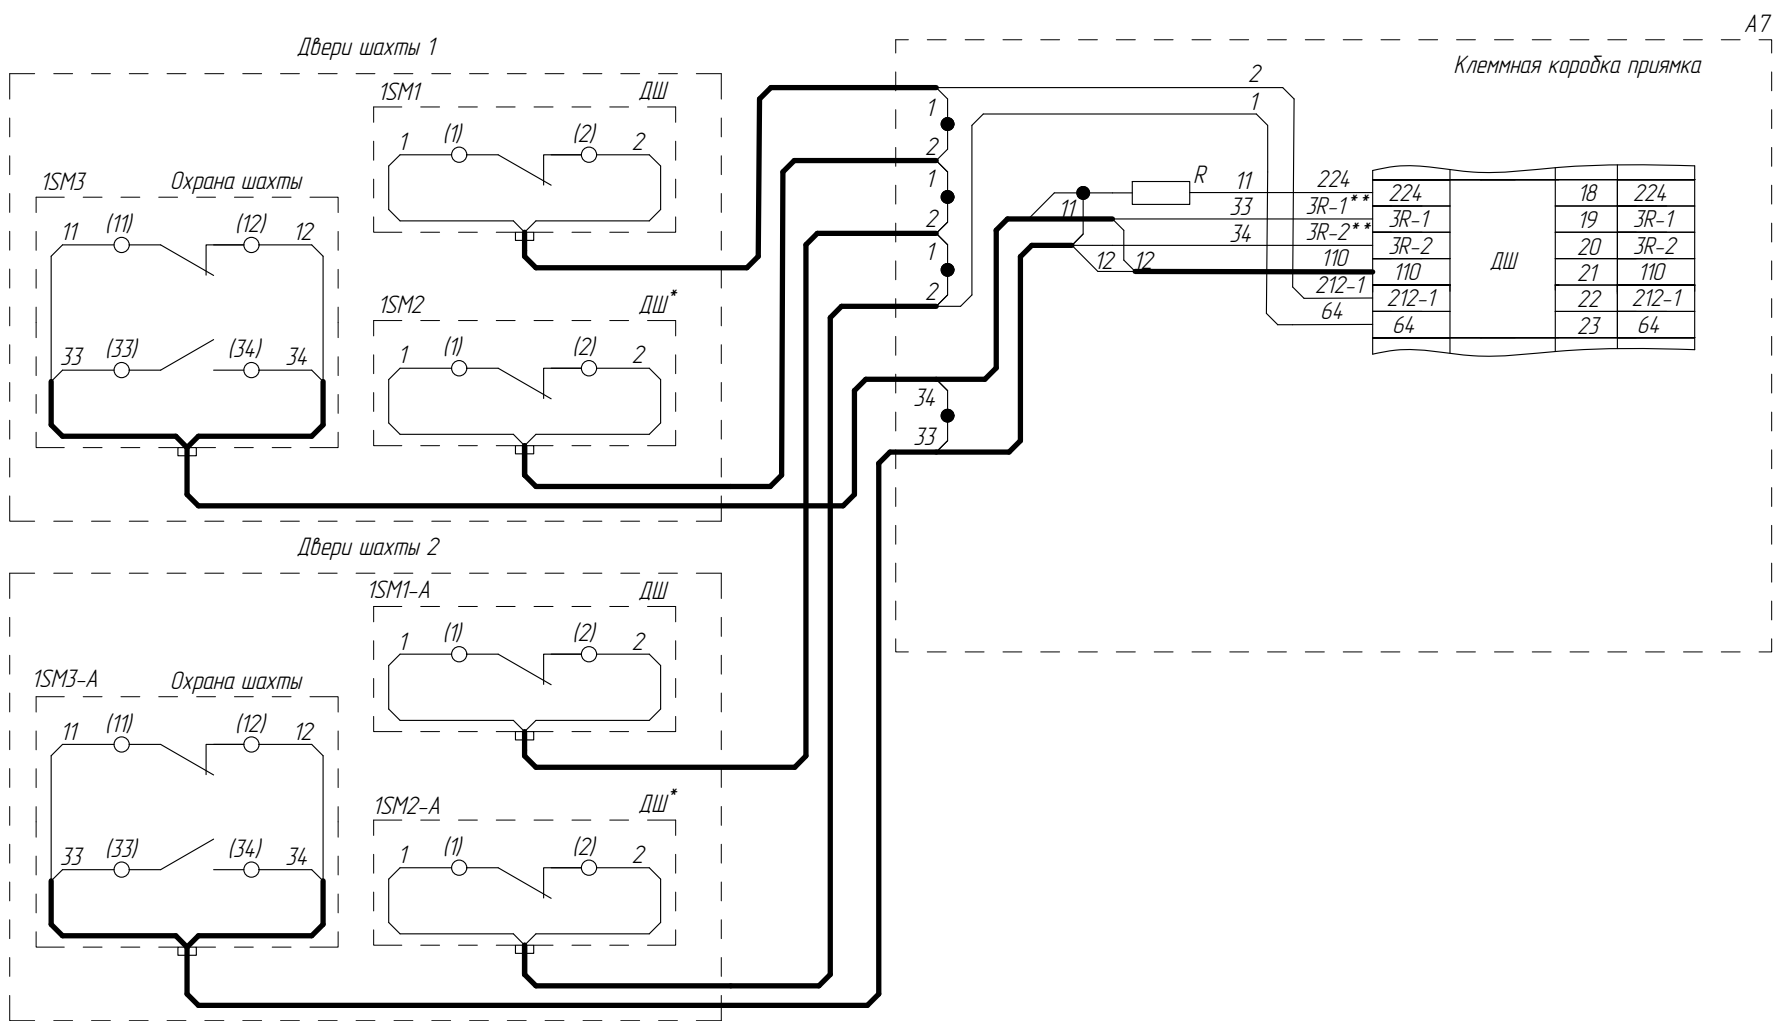 А7
Двери шахты 1
Клеммная коробка приямка
1SM1 ДШ
1 (1) (2) 2
1SM3 Охрана шахты
11 (11) (12) 12
33 (33) (34) 34
1SM2 ДШ*
1 (1) (2) 2
Двери шахты 2
1SM1-А ДШ
1 (1) (2) 2
1SM3-А Охрана шахты
11 (11) (12) 12
33 (33) (34) 34
1SM2-А ДШ*
1 (1) (2) 2
2
1
1
2
1
2
1
2
34
33
R
11
12 12
11 224
33 3R-1**
34 3R-2**
110
212-1
64
224 18 224
3R-1 19 3R-1
3R-2 20 3R-2
ДШ
110 21 110
212-1 22 212-1
64 23 64